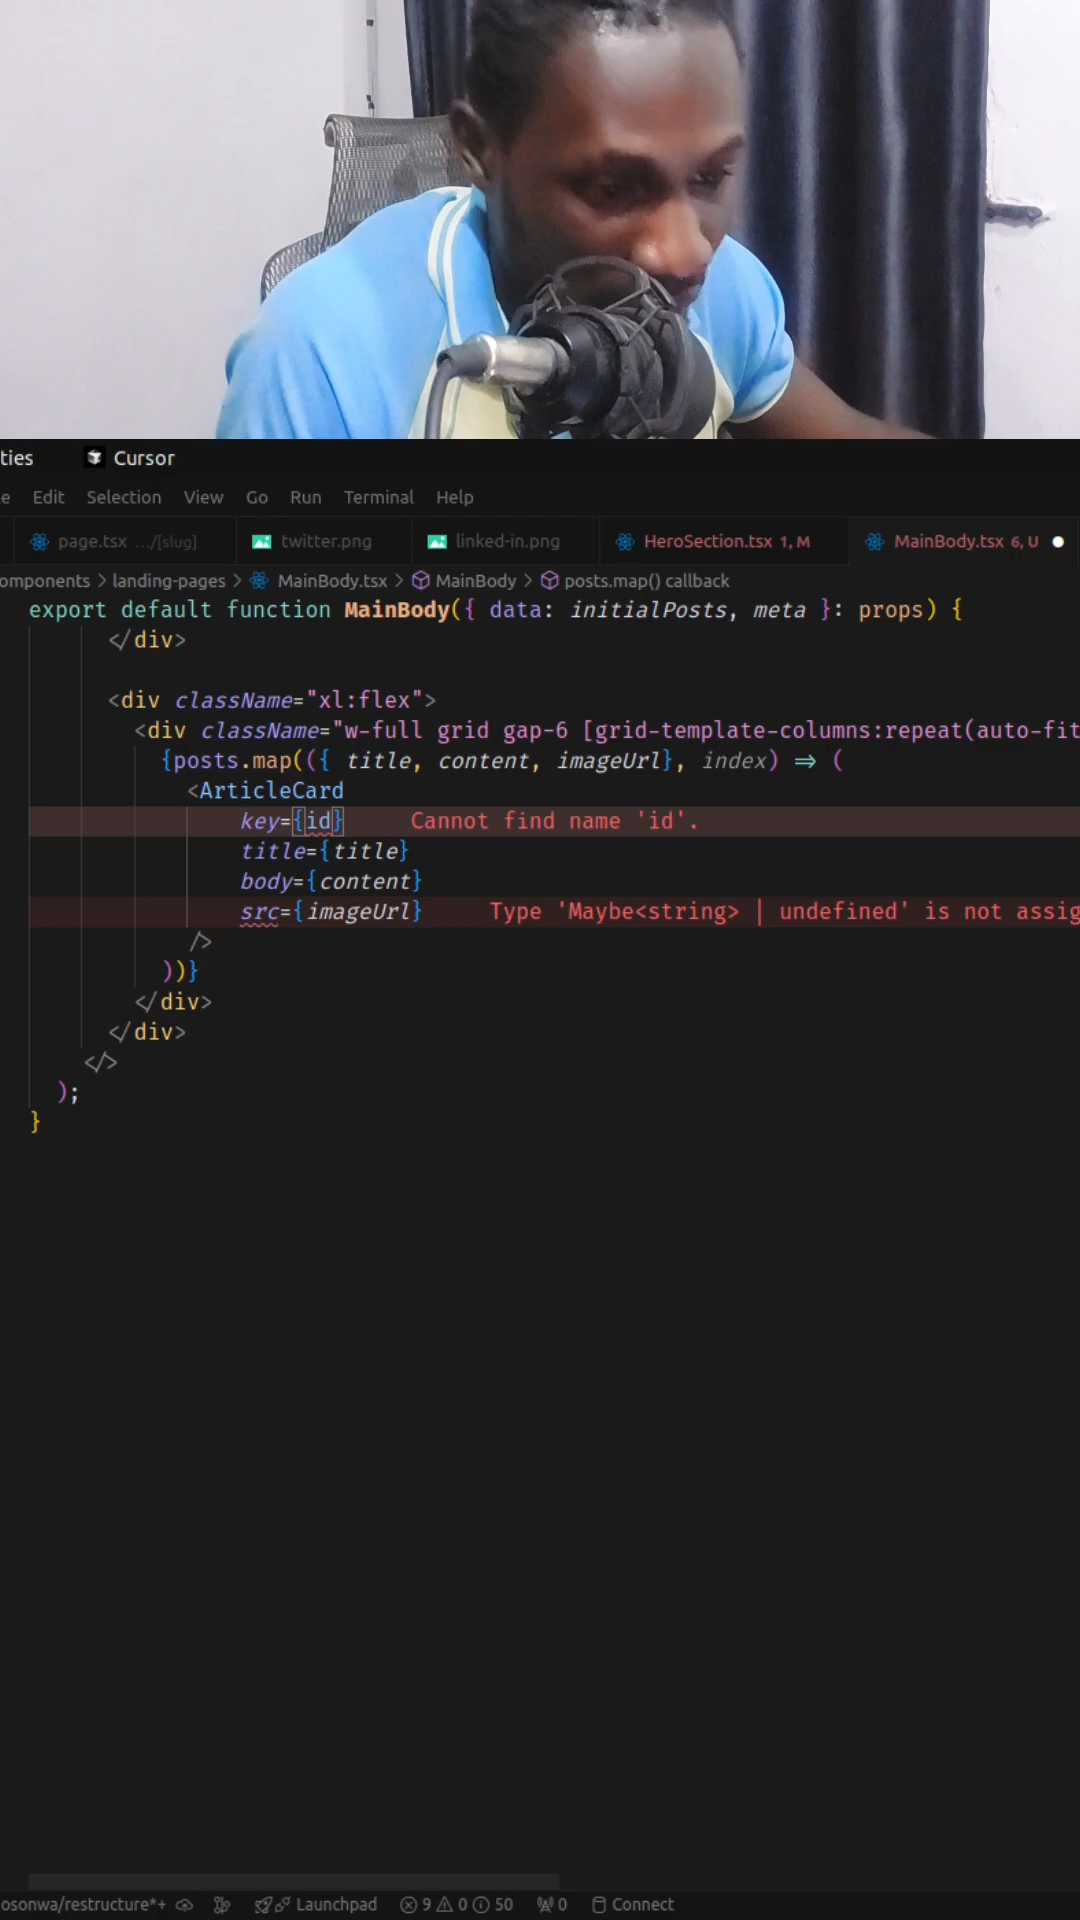 ties Cursor
e Edit Selection View Go Run Terminal Help
page.tsx .../[slug] twitter.png linked-in.png HeroSection.tsx 1, M MainBody.tsx 6, U
omponents > landing-pages > MainBody.tsx > MainBody > posts.map() callback
export default function MainBody({ data: initialPosts, meta }: props) {
</div>
<div className="xl:flex">
<div className="w-full grid gap-6 [grid-template-columns:repeat(auto-fit
{posts.map(({ title, content, imageUrl}, index) => (
<ArticleCard
key={id} Cannot find name 'id'.
title={title}
body={content}
src={imageUrl} Type 'Maybe<string> | undefined' is not assig
/>
))}
</div>
</div>
</>
);
}
osonwa/restructure*+ Launchpad 9 0 50 0 Connect